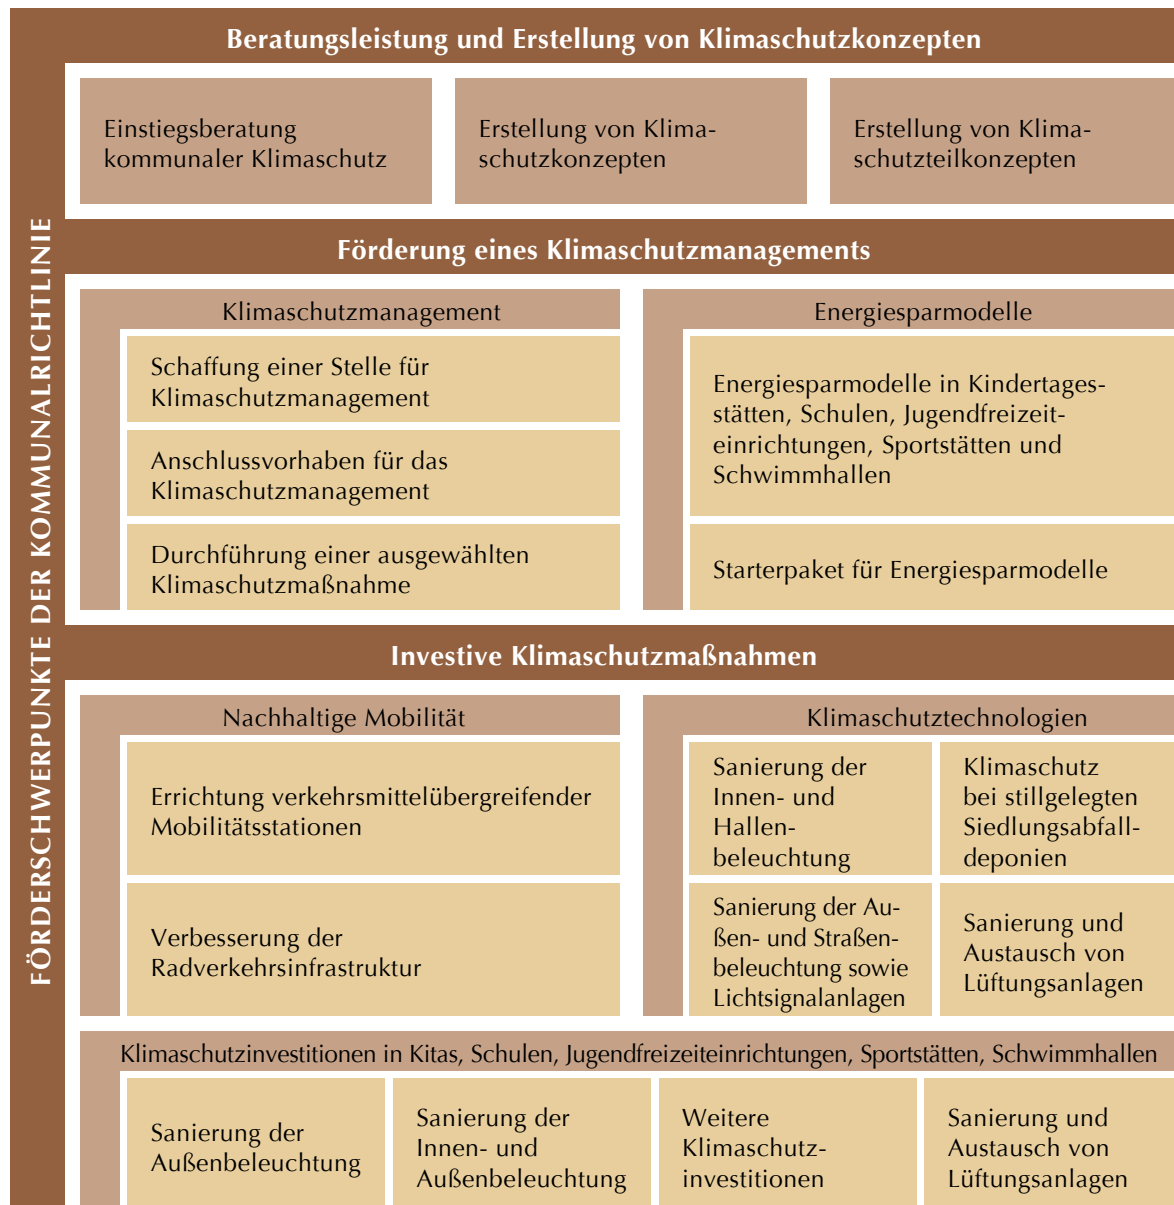 FÖRDERSCHWERPUNKTE DER KOMMUNALRICHTLINIE
Beratungsleistung und Erstellung von Klimaschutzkonzepten
Einstiegsberatung
kommunaler Klimaschutz
Erstellung von Klima-
schutzkonzepten
Erstellung von Klima-
schutzteilkonzepten
Förderung eines Klimaschutzmanagements
Klimaschutzmanagement
Schaffung einer Stelle für
Klimaschutzmanagement
Anschlussvorhaben für das
Klimaschutzmanagement
Durchführung einer ausgewählten
Klimaschutzmaßnahme
Energiesparmodelle
Energiesparmodelle in Kindertages-
stätten, Schulen, Jugendfreizeit-
einrichtungen, Sportstätten und
Schwimmhallen
Starterpaket für Energiesparmodelle
Investive Klimaschutzmaßnahmen
Nachhaltige Mobilität
Errichtung verkehrsmittelübergreifender
Mobilitätsstationen
Verbesserung der
Radverkehrsinfrastruktur
Klimaschutztechnologien
Sanierung der
Innen- und
Hallen-
beleuchtung
Klimaschutz
bei stillgelegten
Siedlungsabfall-
deponien
Sanierung der Au-
ßen- und Straßen-
beleuchtung sowie
Lichtsignalanlagen
Sanierung und
Austausch von
Lüftungsanlagen
Klimaschutzinvestitionen in Kitas, Schulen, Jugendfreizeiteinrichtungen, Sportstätten, Schwimmhallen
Sanierung der
Außenbeleuchtung
Sanierung der
Innen- und
Außenbeleuchtung
Weitere
Klimaschutz-
investitionen
Sanierung und
Austausch von
Lüftungsanlagen